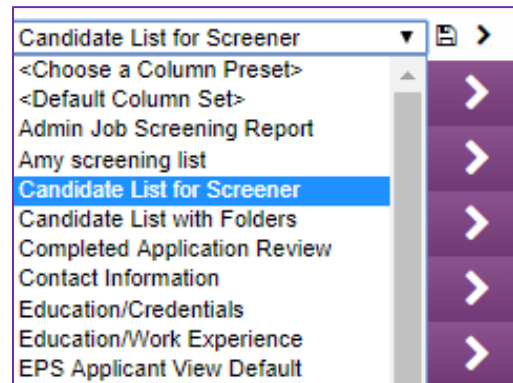 Candidate List for Screener
<Choose a Column Preset>
<Default Column Set>
Admin Job Screening Report
Amy screening list
Candidate List for Screener
Candidate List with Folders
Completed Application Review
Contact Information
Education/Credentials
Education/Work Experience
EPS Applicant View Default